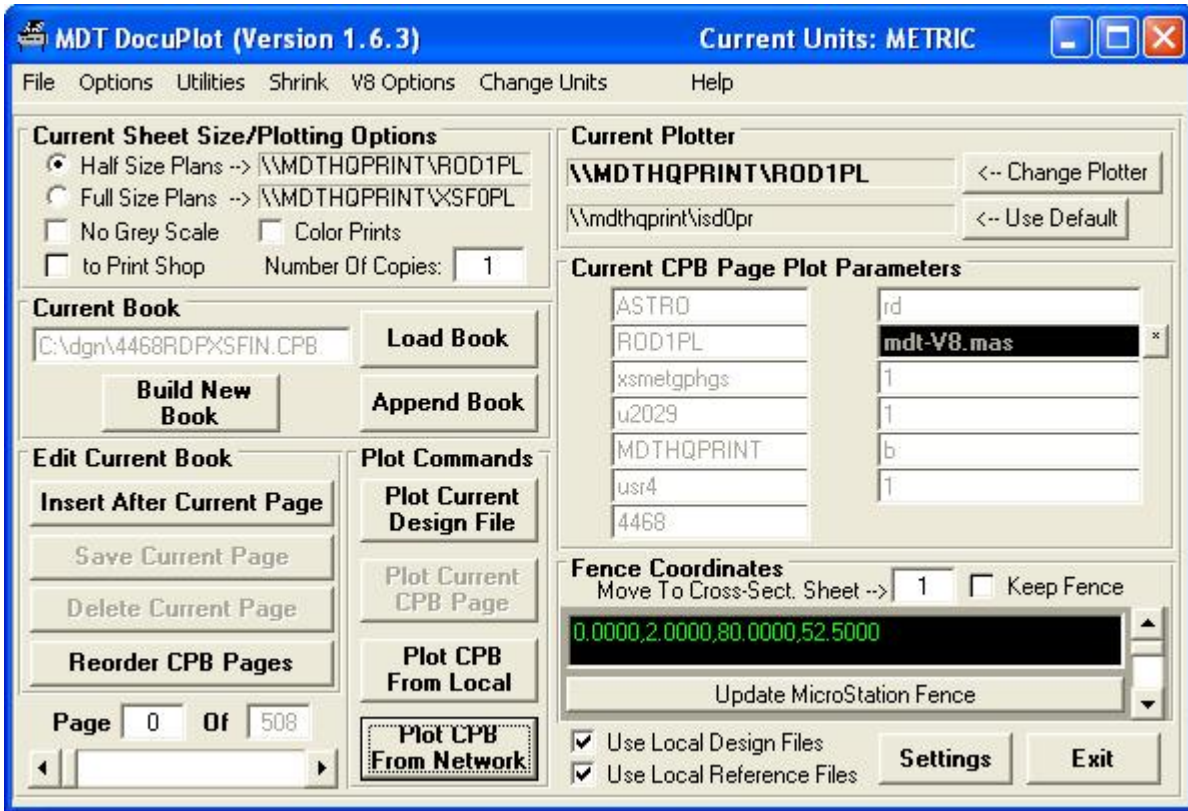 MDT DocuPlot (Version 1.6.3) Current Units: METRIC
File Options Utilities Shrink V8 Options Change Units Help
Current Sheet Size/Plotting Options
Half Size Plans --> \\MDTHQPRINT\ROD1PL
Full Size Plans --> \\MDTHQPRINT\XSF0PL
No Grey Scale Color Prints
to Print Shop Number Of Copies: 1
Current Book
C:\dgn\4468RDPXSFIN.CPB
Load Book
Build New
Book
Append Book
Edit Current Book
Insert After Current Page
Save Current Page
Delete Current Page
Reorder CPB Pages
Page 0 Of 508
Plot Commands
Plot Current
Design File
Plot Current
CPB Page
Plot CPB
From Local
Plot CPB
From Network
Current Plotter
\\MDTHQPRINT\ROD1PL <-- Change Plotter
\\mdthqprint\isd0pr <-- Use Default
Current CPB Page Plot Parameters
ASTRO rd
ROD1PL mdt-V8.mas *
xsmetgphgs 1
u2029 1
MDTHQPRINT b
usr4 1
4468
Fence Coordinates
Move To Cross-Sect. Sheet --> 1 Keep Fence
0.0000,2.0000,80.0000,52.5000
Update MicroStation Fence
Use Local Design Files
Use Local Reference Files
Settings Exit